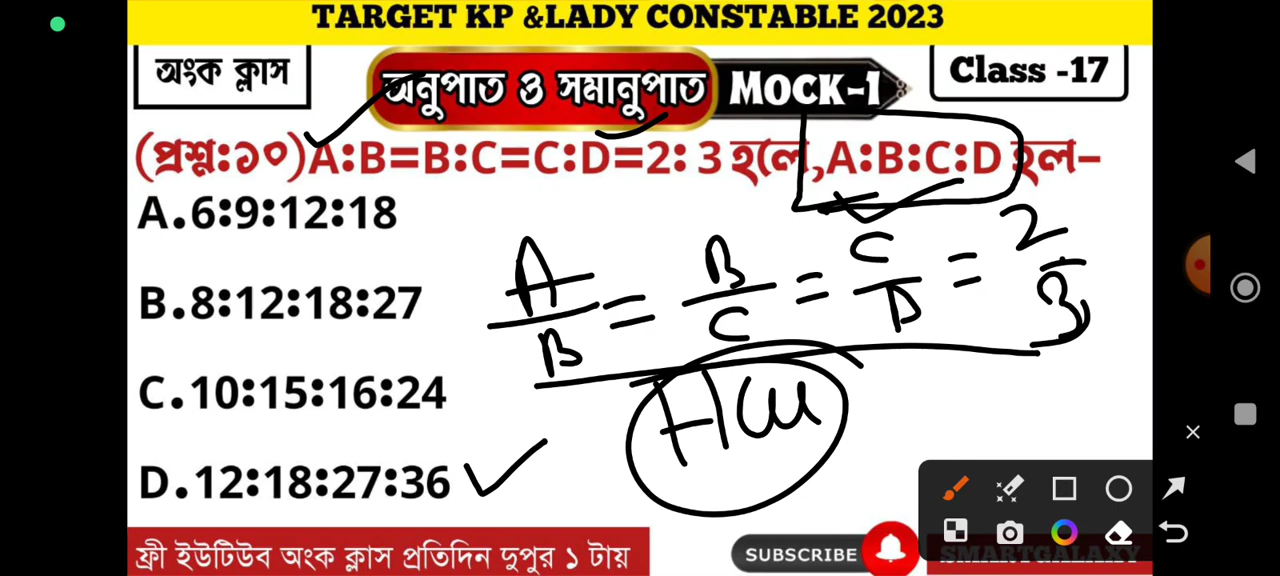 TARGET KP &LADY CONSTABLE 2023
অংক ক্লাস
অনুপাত ও সমানুপাত MOCK-1
Class -17
(প্রশ্ন:১০)A:B=B:C=C:D=2:3 হলে,A:B:C:D হল–
A.6:9:12:18
B.8:12:18:27
C.10:15:16:24
D.12:18:27:36
A/B = B/C = C/D = 2/3
HW
ফ্রী ইউটিউব অংক ক্লাস প্রতিদিন দুপুর ১ টায়
SUBSCRIBE
SMARTGALAXY